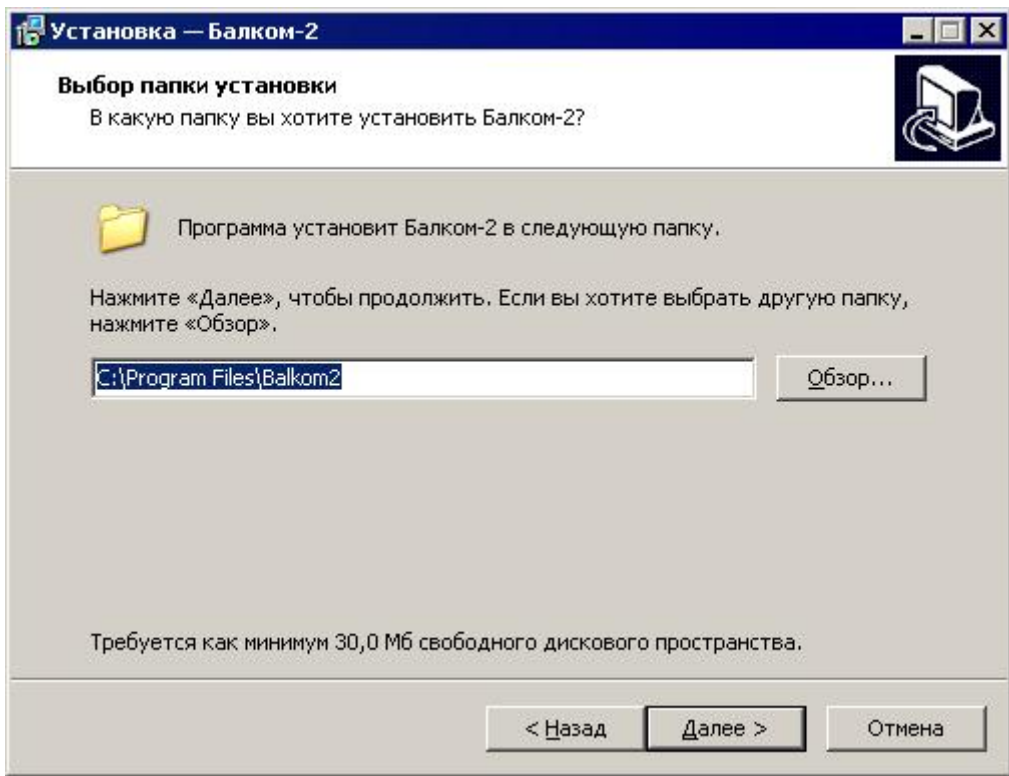 Установка — Балком-2
Выбор папки установки
В какую папку вы хотите установить Балком-2?
Программа установит Балком-2 в следующую папку.
Нажмите «Далее», чтобы продолжить. Если вы хотите выбрать другую папку,
нажмите «Обзор».
C:\Program Files\Balkom2
Обзор...
Требуется как минимум 30,0 Мб свободного дискового пространства.
< Назад
Далее >
Отмена